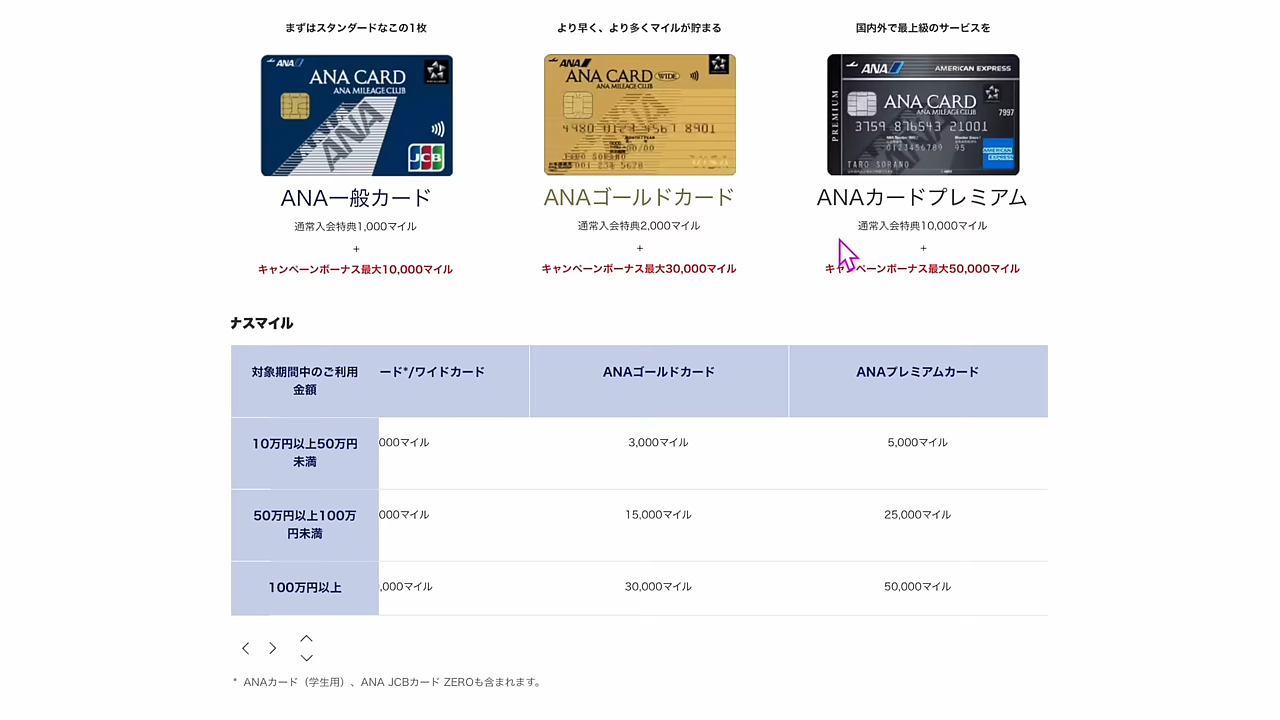 まずはスタンダードなこの1枚
より早く、より多くマイルが貯まる
国内外で最上級のサービスを
ANA
ANA CARD
ANA MILEAGE CLUB
ANA
JCB
ANA
ANA CARD WIDE
ANA MILEAGE CLUB
4980 0123 4567 8901
VISA
ANA AMERICAN EXPRESS
ANA CARD
ANA MILEAGE CLUB
PREMIUM
7997
3759 876543 21001
0123456789 95
TARO SORANO
AMERICAN EXPRESS
ANA一般カード
ANAゴールドカード
ANAカードプレミアム
通常入会特典1,000マイル
通常入会特典2,000マイル
通常入会特典10,000マイル
+
+
+
キャンペーンボーナス最大10,000マイル
キャンペーンボーナス最大30,000マイル
キャンペーンボーナス最大50,000マイル
ナスマイル
対象期間中のご利用
金額
ード*/ワイドカード
ANAゴールドカード
ANAプレミアムカード
10万円以上50万円
未満
000マイル
3,000マイル
5,000マイル
50万円以上100万
円未満
000マイル
15,000マイル
25,000マイル
100万円以上
,000マイル
30,000マイル
50,000マイル
* ANAカード（学生用）、ANA JCBカード ZEROも含まれます。